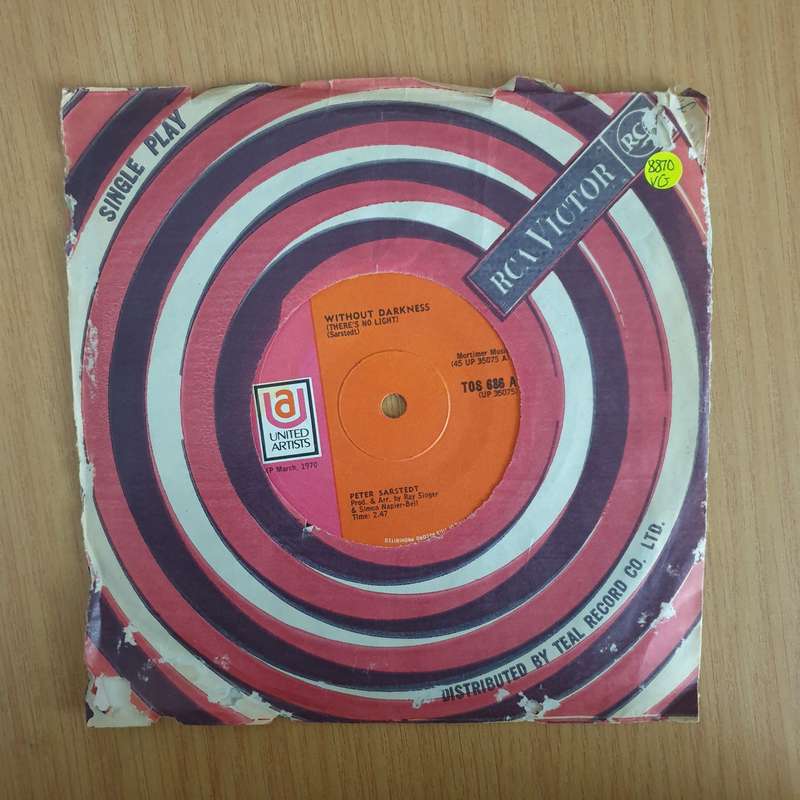 SINGLE PLAY
RCA
8870
VG
RCA VICTOR
WITHOUT DARKNESS
(THERE'S NO LIGHT)
(Sarstedt)
Mortimer Music
(45 UP 35075 A)
TOS 686 A
(UP 35075)
ua
UNITED
ARTISTS
℗ March, 1970
PETER SARSTEDT
Prod. & Arr. by Ray Singer
& Simon Napier-Bell
Time: 2.47
DISTRIBUTED BY TEAL RECORD CO. LTD.